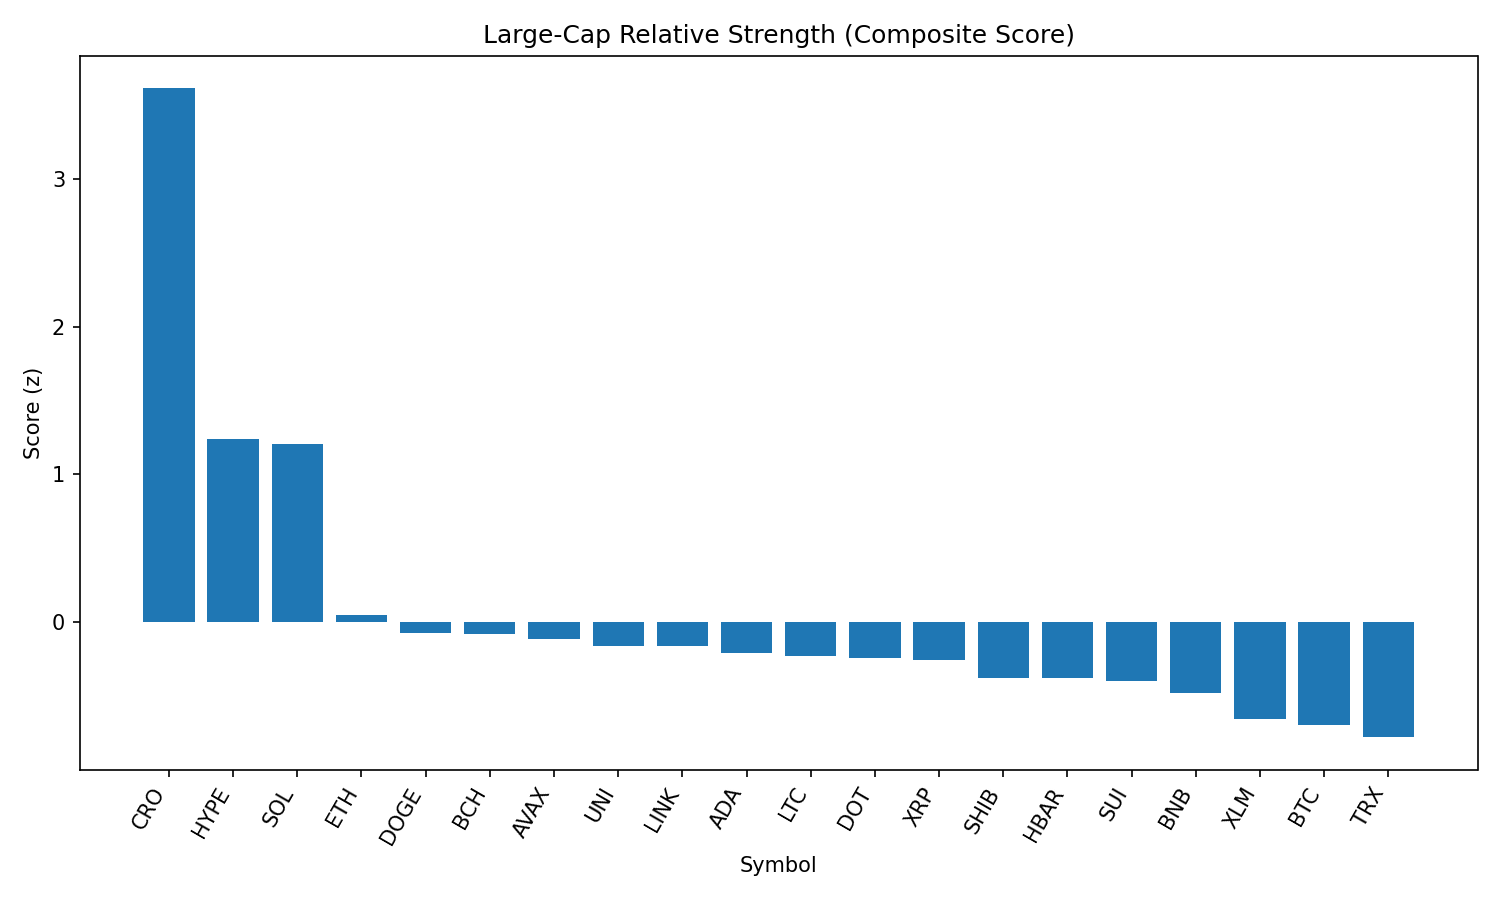 Large-Cap Relative Strength (Composite Score)
Score (z)
3
2
1
0
CRO
HYPE
SOL
ETH
DOGE
BCH
AVAX
UNI
LINK
ADA
LTC
DOT
XRP
SHIB
HBAR
SUI
BNB
XLM
BTC
TRX
Symbol